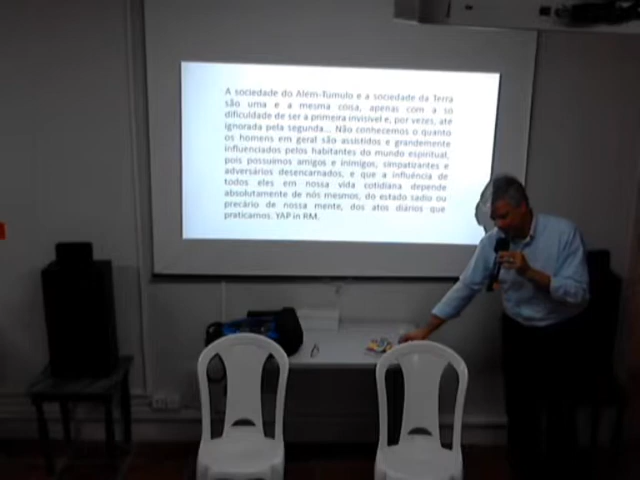 A sociedade do Além-Túmulo e a sociedade da Terra
são uma e a mesma coisa, apenas com a só
dificuldade de ser a primeira invisível e, por vezes, até
ignorada pela segunda... Não conhecemos o quanto
os homens em geral são assistidos e grandemente
influenciados pelos habitantes do mundo espiritual,
pois possuímos amigos e inimigos, simpatizantes e
adversários desencarnados, e que a influência de
todos eles em nossa vida cotidiana depende
absolutamente de nós mesmos, do estado sadio ou
precário de nossa mente, dos atos diários que
praticamos. YAP in RM.